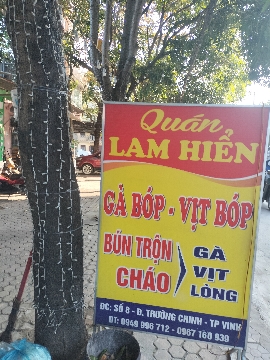 Quán
LAM HIỂN
GÀ BÓP - VỊT BÓP
BÚN TRỘN
CHÁO
GÀ
VỊT
LÒNG
ĐC: SỐ 8 - Đ. TRƯỜNG CHINH - TP VINH
ĐT: 0948 996 712 - 0967 168 939